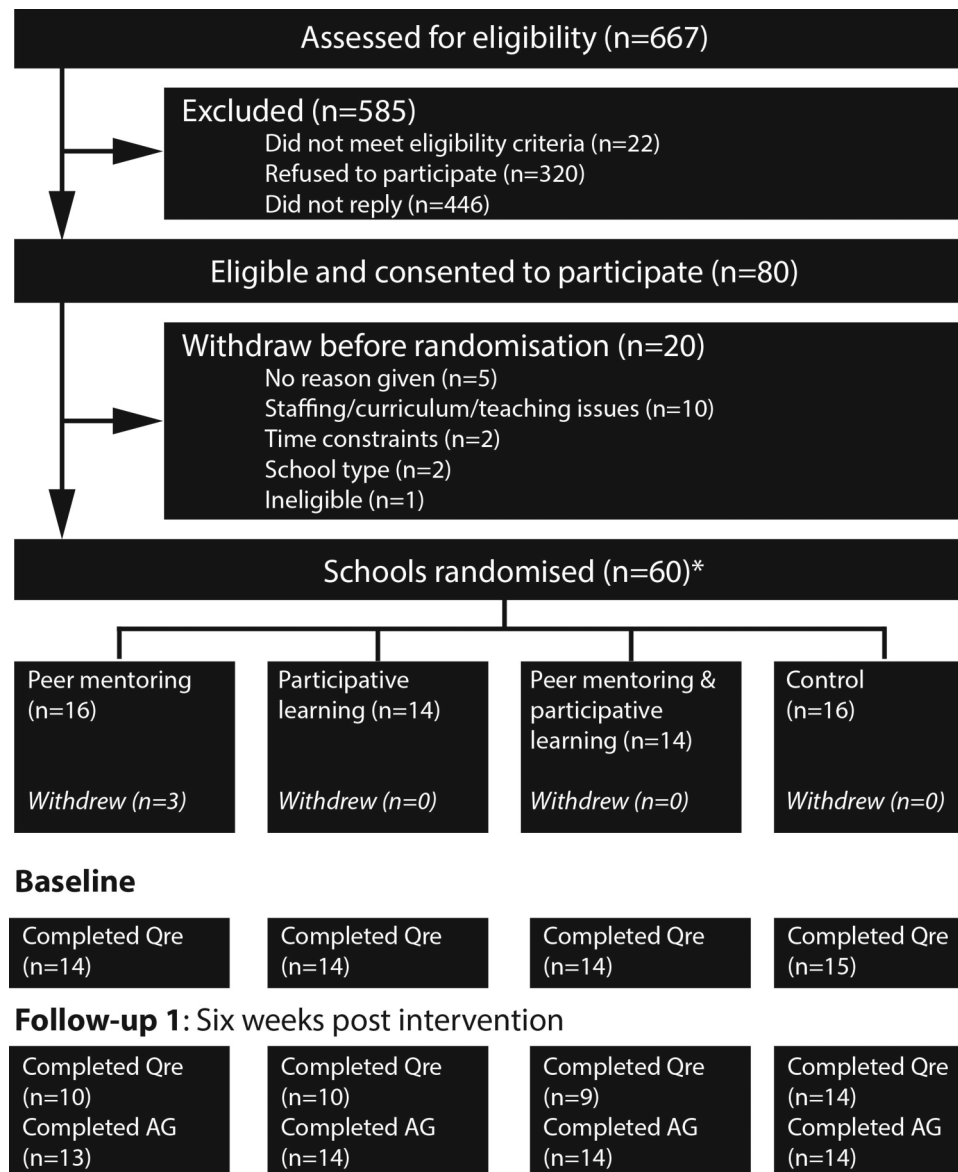 Assessed for eligibility (n=667)
Excluded (n=585)
Did not meet eligibility criteria (n=22)
Refused to participate (n=320)
Did not reply (n=446)
Eligible and consented to participate (n=80)
Withdraw before randomisation (n=20)
No reason given (n=5)
Staffing/curriculum/teaching issues (n=10)
Time constraints (n=2)
School type (n=2)
Ineligible (n=1)
Schools randomised (n=60)*
Peer mentoring
(n=16)
Withdrew (n=3)
Participative
learning (n=14)
Withdrew (n=0)
Peer mentoring &
participative
learning (n=14)
Withdrew (n=0)
Control
(n=16)
Withdrew (n=0)
Baseline
Completed Qre
(n=14)
Completed Qre
(n=14)
Completed Qre
(n=14)
Completed Qre
(n=15)
Follow-up 1: Six weeks post intervention
Completed Qre
(n=10)
Completed AG
(n=13)
Completed Qre
(n=10)
Completed AG
(n=14)
Completed Qre
(n=9)
Completed AG
(n=14)
Completed Qre
(n=14)
Completed AG
(n=14)